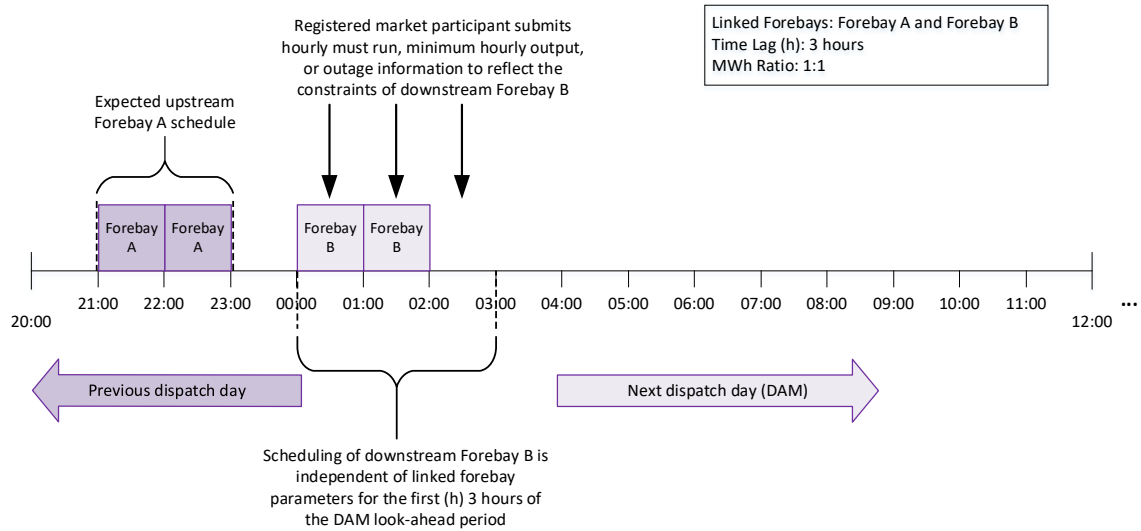 Registered market participant submits
hourly must run, minimum hourly output,
or outage information to reflect the
constraints of downstream Forebay B
Linked Forebays: Forebay A and Forebay B
Time Lag (h): 3 hours
MWh Ratio: 1:1
Expected upstream
Forebay A schedule
Forebay
A
Forebay
A
Forebay
B
Forebay
B
20:00
21:00
22:00
23:00
00:00
01:00
02:00
03:00
04:00
05:00
06:00
07:00
08:00
09:00
10:00
11:00
12:00
...
Previous dispatch day
Next dispatch day (DAM)
Scheduling of downstream Forebay B is
independent of linked forebay
parameters for the first (h) 3 hours of
the DAM look-ahead period